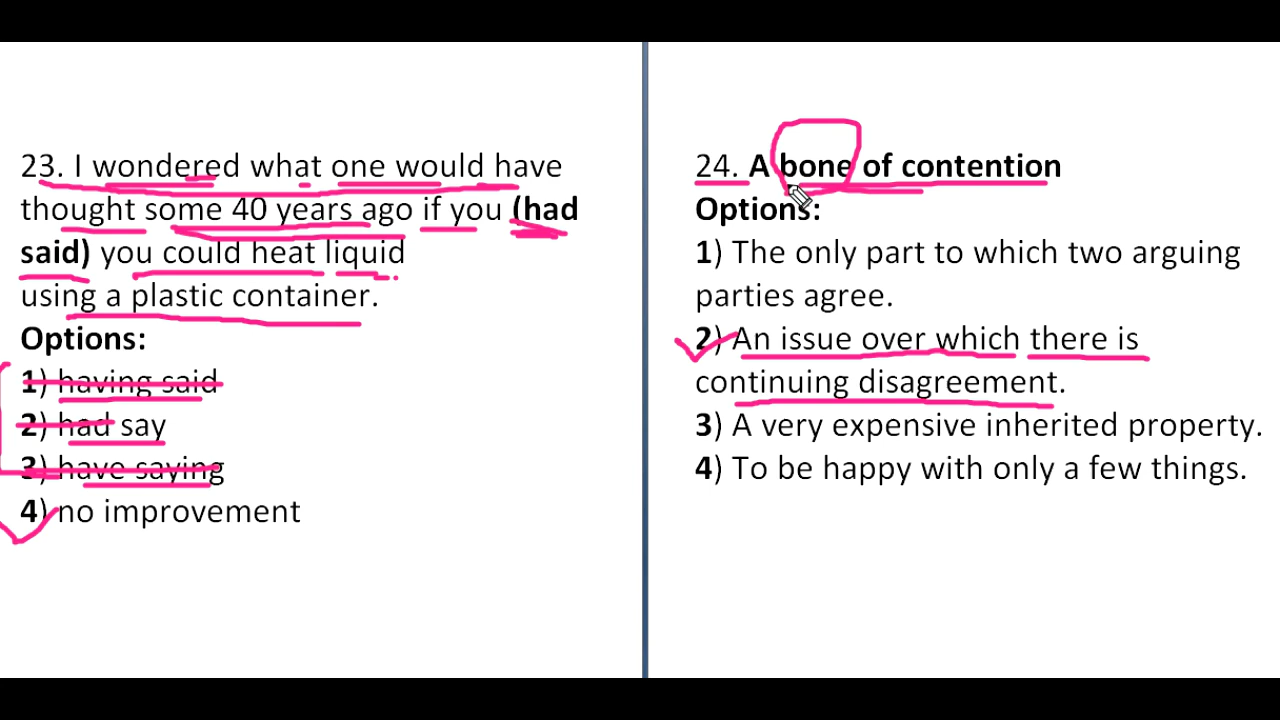 23. I wondered what one would have
thought some 40 years ago if you (had
said) you could heat liquid
using a plastic container.
Options:
1) having said
2) had say
3) have saying
4) no improvement
24. A bone of contention
Options:
1) The only part to which two arguing
parties agree.
2) An issue over which there is
continuing disagreement.
3) A very expensive inherited property.
4) To be happy with only a few things.